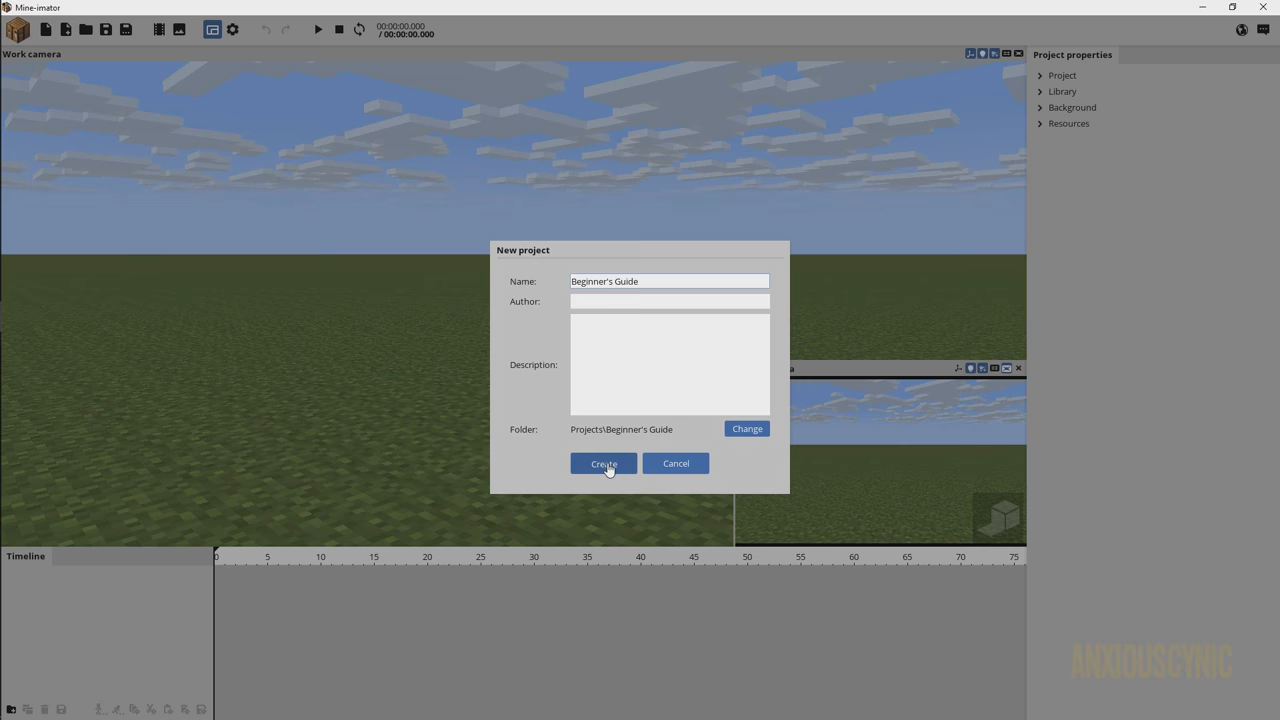 Mine-imator
00:00:00.000
/ 00:00:00.000
Work camera
Project properties
Project
Library
Background
Resources
New project
Name:
Beginner's Guide
Author:
Description:
Folder:
Projects\Beginner's Guide
Change
Create
Cancel
a
Timeline
0 5 10 15 20 25 30 35 40 45 50 55 60 65 70 75
ANXIOUSCYNIC